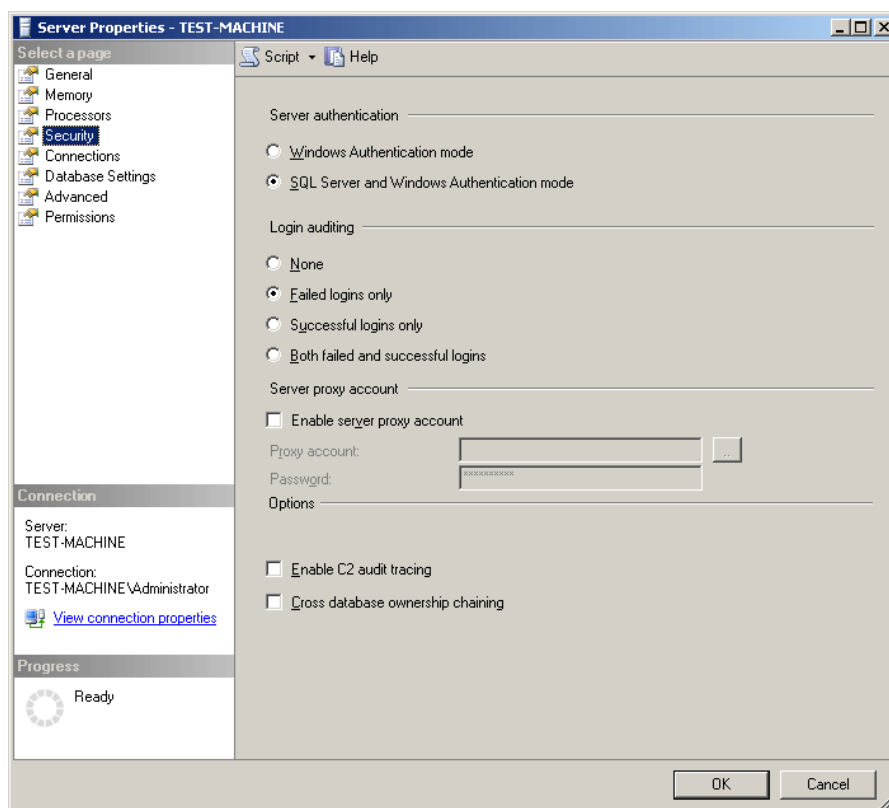 Server Properties - TEST-MACHINE
Select a page
General
Memory
Processors
Security
Connections
Database Settings
Advanced
Permissions
Script
Help
Server authentication
Windows Authentication mode
SQL Server and Windows Authentication mode
Login auditing
None
Failed logins only
Successful logins only
Both failed and successful logins
Server proxy account
Enable server proxy account
Proxy account:
..
Password:
××××××××××
Options
Enable C2 audit tracing
Cross database ownership chaining
Connection
Server:
TEST-MACHINE
Connection:
TEST-MACHINE\Administrator
View connection properties
Progress
Ready
OK
Cancel